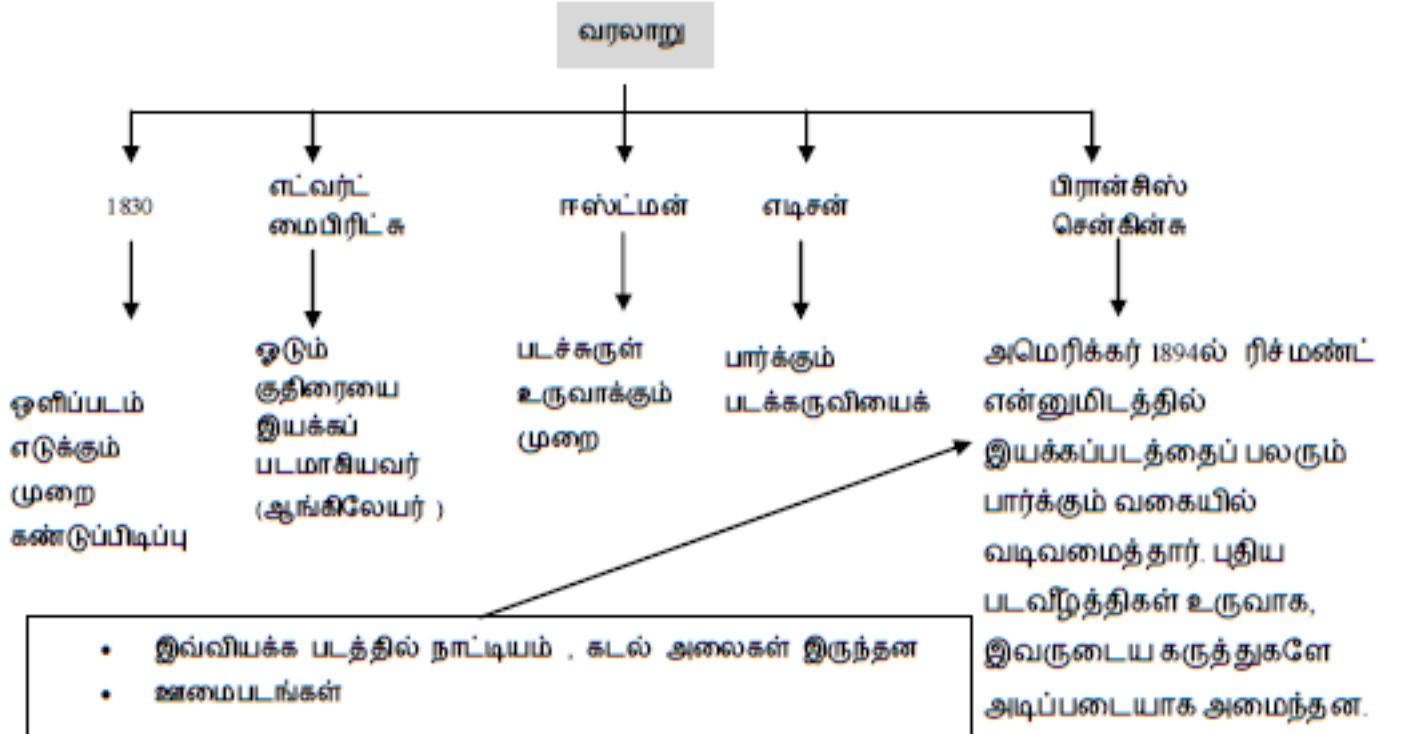 வரலாறு
1830
எட்வர்ட்
மைபிரிட்சு
ஈஸ்ட்மன்
எடிசன்
பிரான்சிஸ்
சென்கின்சு
ஒளிப்படம்
எடுக்கும்
முறை
கண்டுப்பிடிப்பு
ஓடும்
குதிரையை
இயக்கப்
படமாகியவர்
(ஆங்கிலேயர் )
படச்சுருள்
உருவாக்கும்
முறை
பார்க்கும்
படக்கருவியைக்
அமெரிக்கர் 1894ல் ரிச்மண்ட்
என்னுமிடத்தில்
இயக்கப்படத்தைப் பலரும்
பார்க்கும் வகையில்
வடிவமைத்தார். புதிய
படவீழ்த்திகள் உருவாக,
இவருடைய கருத்துகளே
அடிப்படையாக அமைந்தன.
• இவ்வியக்க படத்தில் நாட்டியம் , கடல் அலைகள் இருந்தன
• ஊமைபடங்கள்